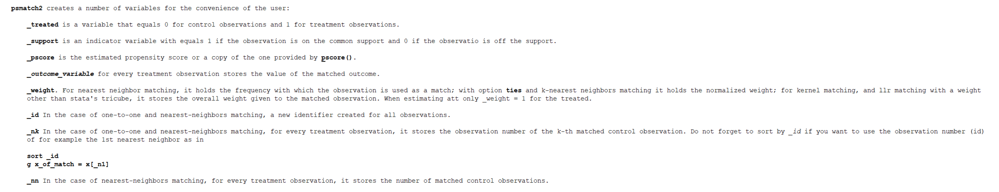 psmatch2 creates a number of variables for the convenience of the user:
_treated is a variable that equals 0 for control observations and 1 for treatment observations.
_support is an indicator variable with equals 1 if the observation is on the common support and 0 if the observatio is off the support.
_pscore is the estimated propensity score or a copy of the one provided by pscore().
_outcome_variable for every treatment observation stores the value of the matched outcome.
_weight. For nearest neighbor matching, it holds the frequency with which the observation is used as a match; with option ties and k-nearest neighbors matching it holds the normalized weight; for kernel matching, and llr matching with a weight
other than stata's tricube, it stores the overall weight given to the matched observation. When estimating att only _weight = 1 for the treated.
_id In the case of one-to-one and nearest-neighbors matching, a new identifier created for all observations.
_nk In the case of one-to-one and nearest-neighbors matching, for every treatment observation, it stores the observation number of the k-th matched control observation. Do not forget to sort by _id if you want to use the observation number (id)
of for example the 1st nearest neighbor as in
sort _id
g x_of_match = x[_n1]
_nn In the case of nearest-neighbors matching, for every treatment observation, it stores the number of matched control observations.